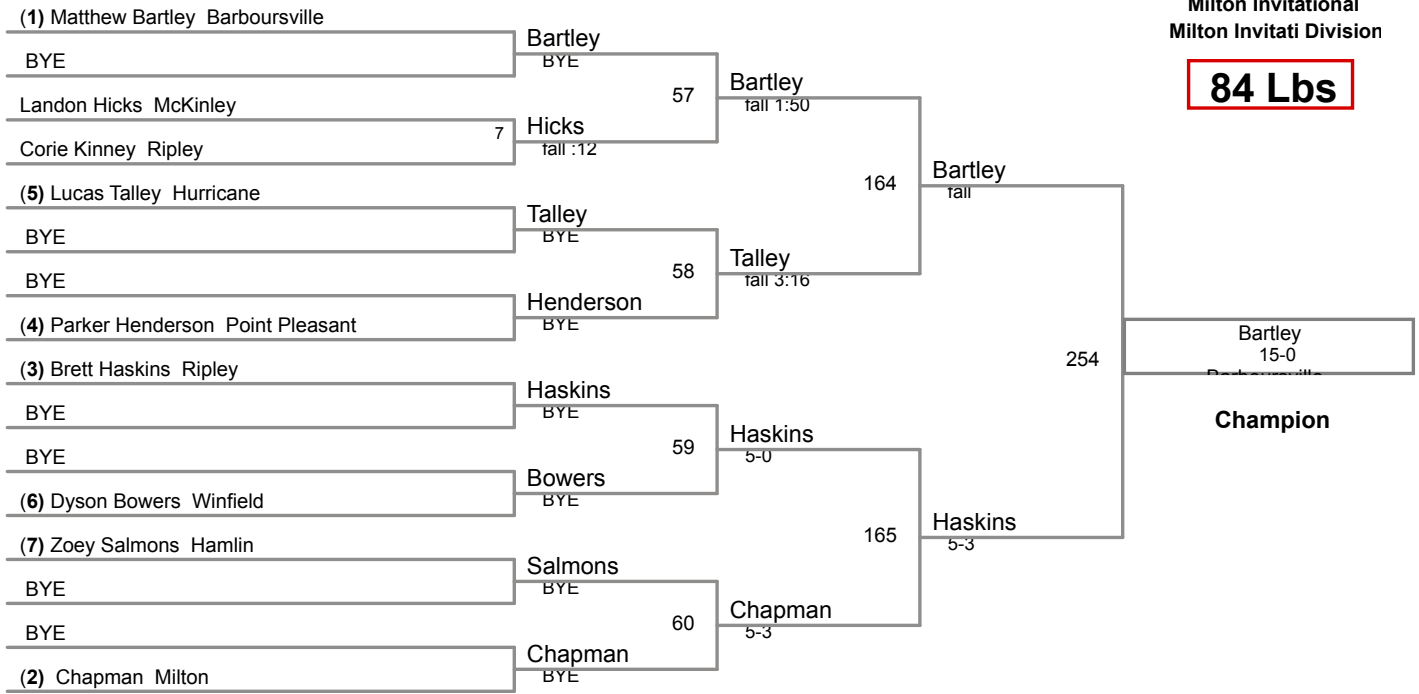 Milton Invitational
Milton Invitati Division
84 Lbs
(1) Matthew Bartley Barboursville
BYE
Landon Hicks McKinley
7
Corie Kinney Ripley
(5) Lucas Talley Hurricane
BYE
BYE
(4) Parker Henderson Point Pleasant
(3) Brett Haskins Ripley
BYE
BYE
(6) Dyson Bowers Winfield
(7) Zoey Salmons Hamlin
BYE
BYE
(2) Chapman Milton
Bartley
BYE
57
Hicks
fall :12
Talley
BYE
58
Henderson
BYE
Haskins
BYE
59
Bowers
BYE
Salmons
BYE
60
Chapman
BYE
Bartley
fall 1:50
164
Talley
fall 3:16
Haskins
5-0
165
Chapman
5-3
Bartley
fall
254
Haskins
5-3
Bartley
15-0
Barboursville
Champion